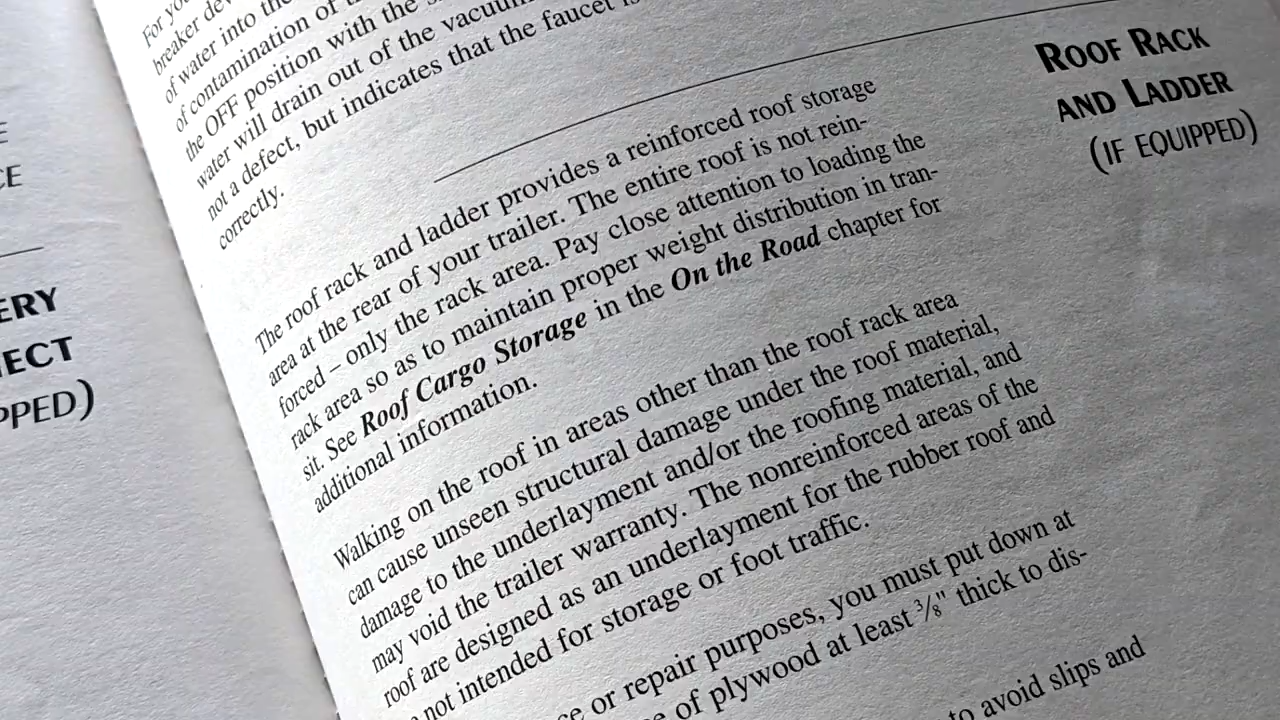 E
CE
ERY
ECT
PPED)
For yo
breaker de
of water into the
of contamination of
the OFF position with the
water will drain out of the vacuum
not a defect, but indicates that the faucet is
correctly.
ROOF RACK
AND LADDER
(IF EQUIPPED)
The roof rack and ladder provides a reinforced roof storage
area at the rear of your trailer. The entire roof is not rein-
forced – only the rack area. Pay close attention to loading the
rack area so as to maintain proper weight distribution in tran-
sit. See Roof Cargo Storage in the On the Road chapter for
additional information.
Walking on the roof in areas other than the roof rack area
can cause unseen structural damage under the roof material,
damage to the underlayment and/or the roofing material, and
may void the trailer warranty. The nonreinforced areas of the
roof are designed as an underlayment for the rubber roof and
not intended for storage or foot traffic.
ce or repair purposes, you must put down at
of plywood at least ⅜" thick to dis-
to avoid slips and